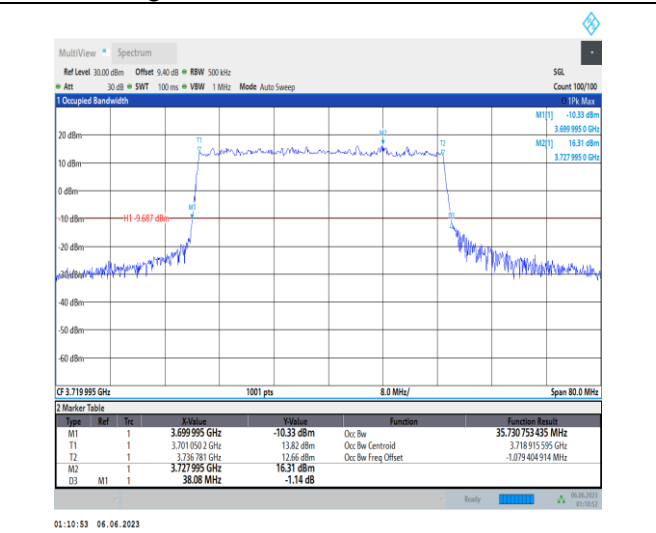 MultiView Spectrum
Ref Level 30.00 dBm Offset 9.40 dB RBW 500 kHz SGL
Att 30 dB SWT 100 ms VBW 1 MHz Mode Auto Sweep Count 100/100
1 Occupied Bandwidth 1Pk Max
M1[1] -10.33 dBm
3.699 995 0 GHz
M2[1] 16.31 dBm
3.727 995 0 GHz
20 dBm
M2
T1 T2
10 dBm
0 dBm
M1
-10 dBm H1 -9.687 dBm D3
-20 dBm
-30 dBm
-40 dBm
-50 dBm
-60 dBm
CF 3.719 995 GHz 1001 pts 8.0 MHz/ Span 80.0 MHz
2 Marker Table
Type Ref Trc X-Value Y-Value Function Function Result
M1 1 3.699 995 GHz -10.33 dBm Occ Bw 35.730 753 435 MHz
T1 1 3.701 050 2 GHz 13.82 dBm Occ Bw Centroid 3.718 915 595 GHz
T2 1 3.736 781 GHz 12.66 dBm Occ Bw Freq Offset -1.079 404 914 MHz
M2 1 3.727 995 GHz 16.31 dBm
D3 M1 1 38.08 MHz -1.14 dB
Ready 06.06.2023
01:10:52
01:10:53 06.06.2023